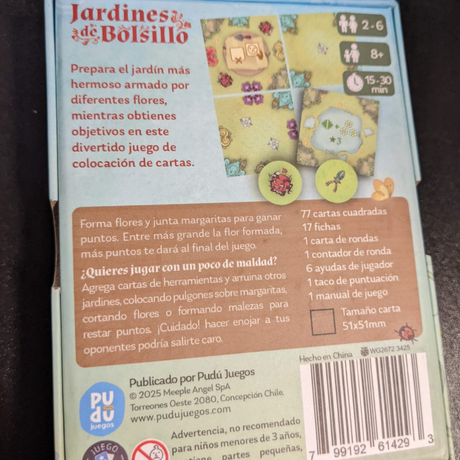 Jardines
de Bolsillo
Prepara el jardín más
hermoso armado por
diferentes flores,
mientras obtienes
objetivos en este
divertido juego de
colocación de cartas.
2-6
8+
15-30
min
3
Forma flores y junta margaritas para ganar
puntos. Entre más grande la flor formada,
más puntos te dará al final del juego.
¿Quieres jugar con un poco de maldad?
Agrega cartas de herramientas y arruina otros
jardines, colocando pulgones sobre margaritas,
cortando flores o formando malezas para
restar puntos. ¡Cuidado! hacer enojar a tus
oponentes podría salirte caro.
77 cartas cuadradas
17 fichas
1 carta de rondas
1 contador de ronda
6 ayudas de jugador
1 taco de puntuación
1 manual de juego
Tamaño carta
51x51mm
Hecho en China
WO2672 3425
PU
DÚ
juegos
Publicado por Pudú Juegos
© 2025 Meeple Angel SpA
Torreones Oeste 2080, Concepción Chile.
www.pudujuegos.com
JUEGO
0-3
Advertencia, no recomendado
para niños menores de 3 años,
partes pequeñas,
7 99192 61429 3